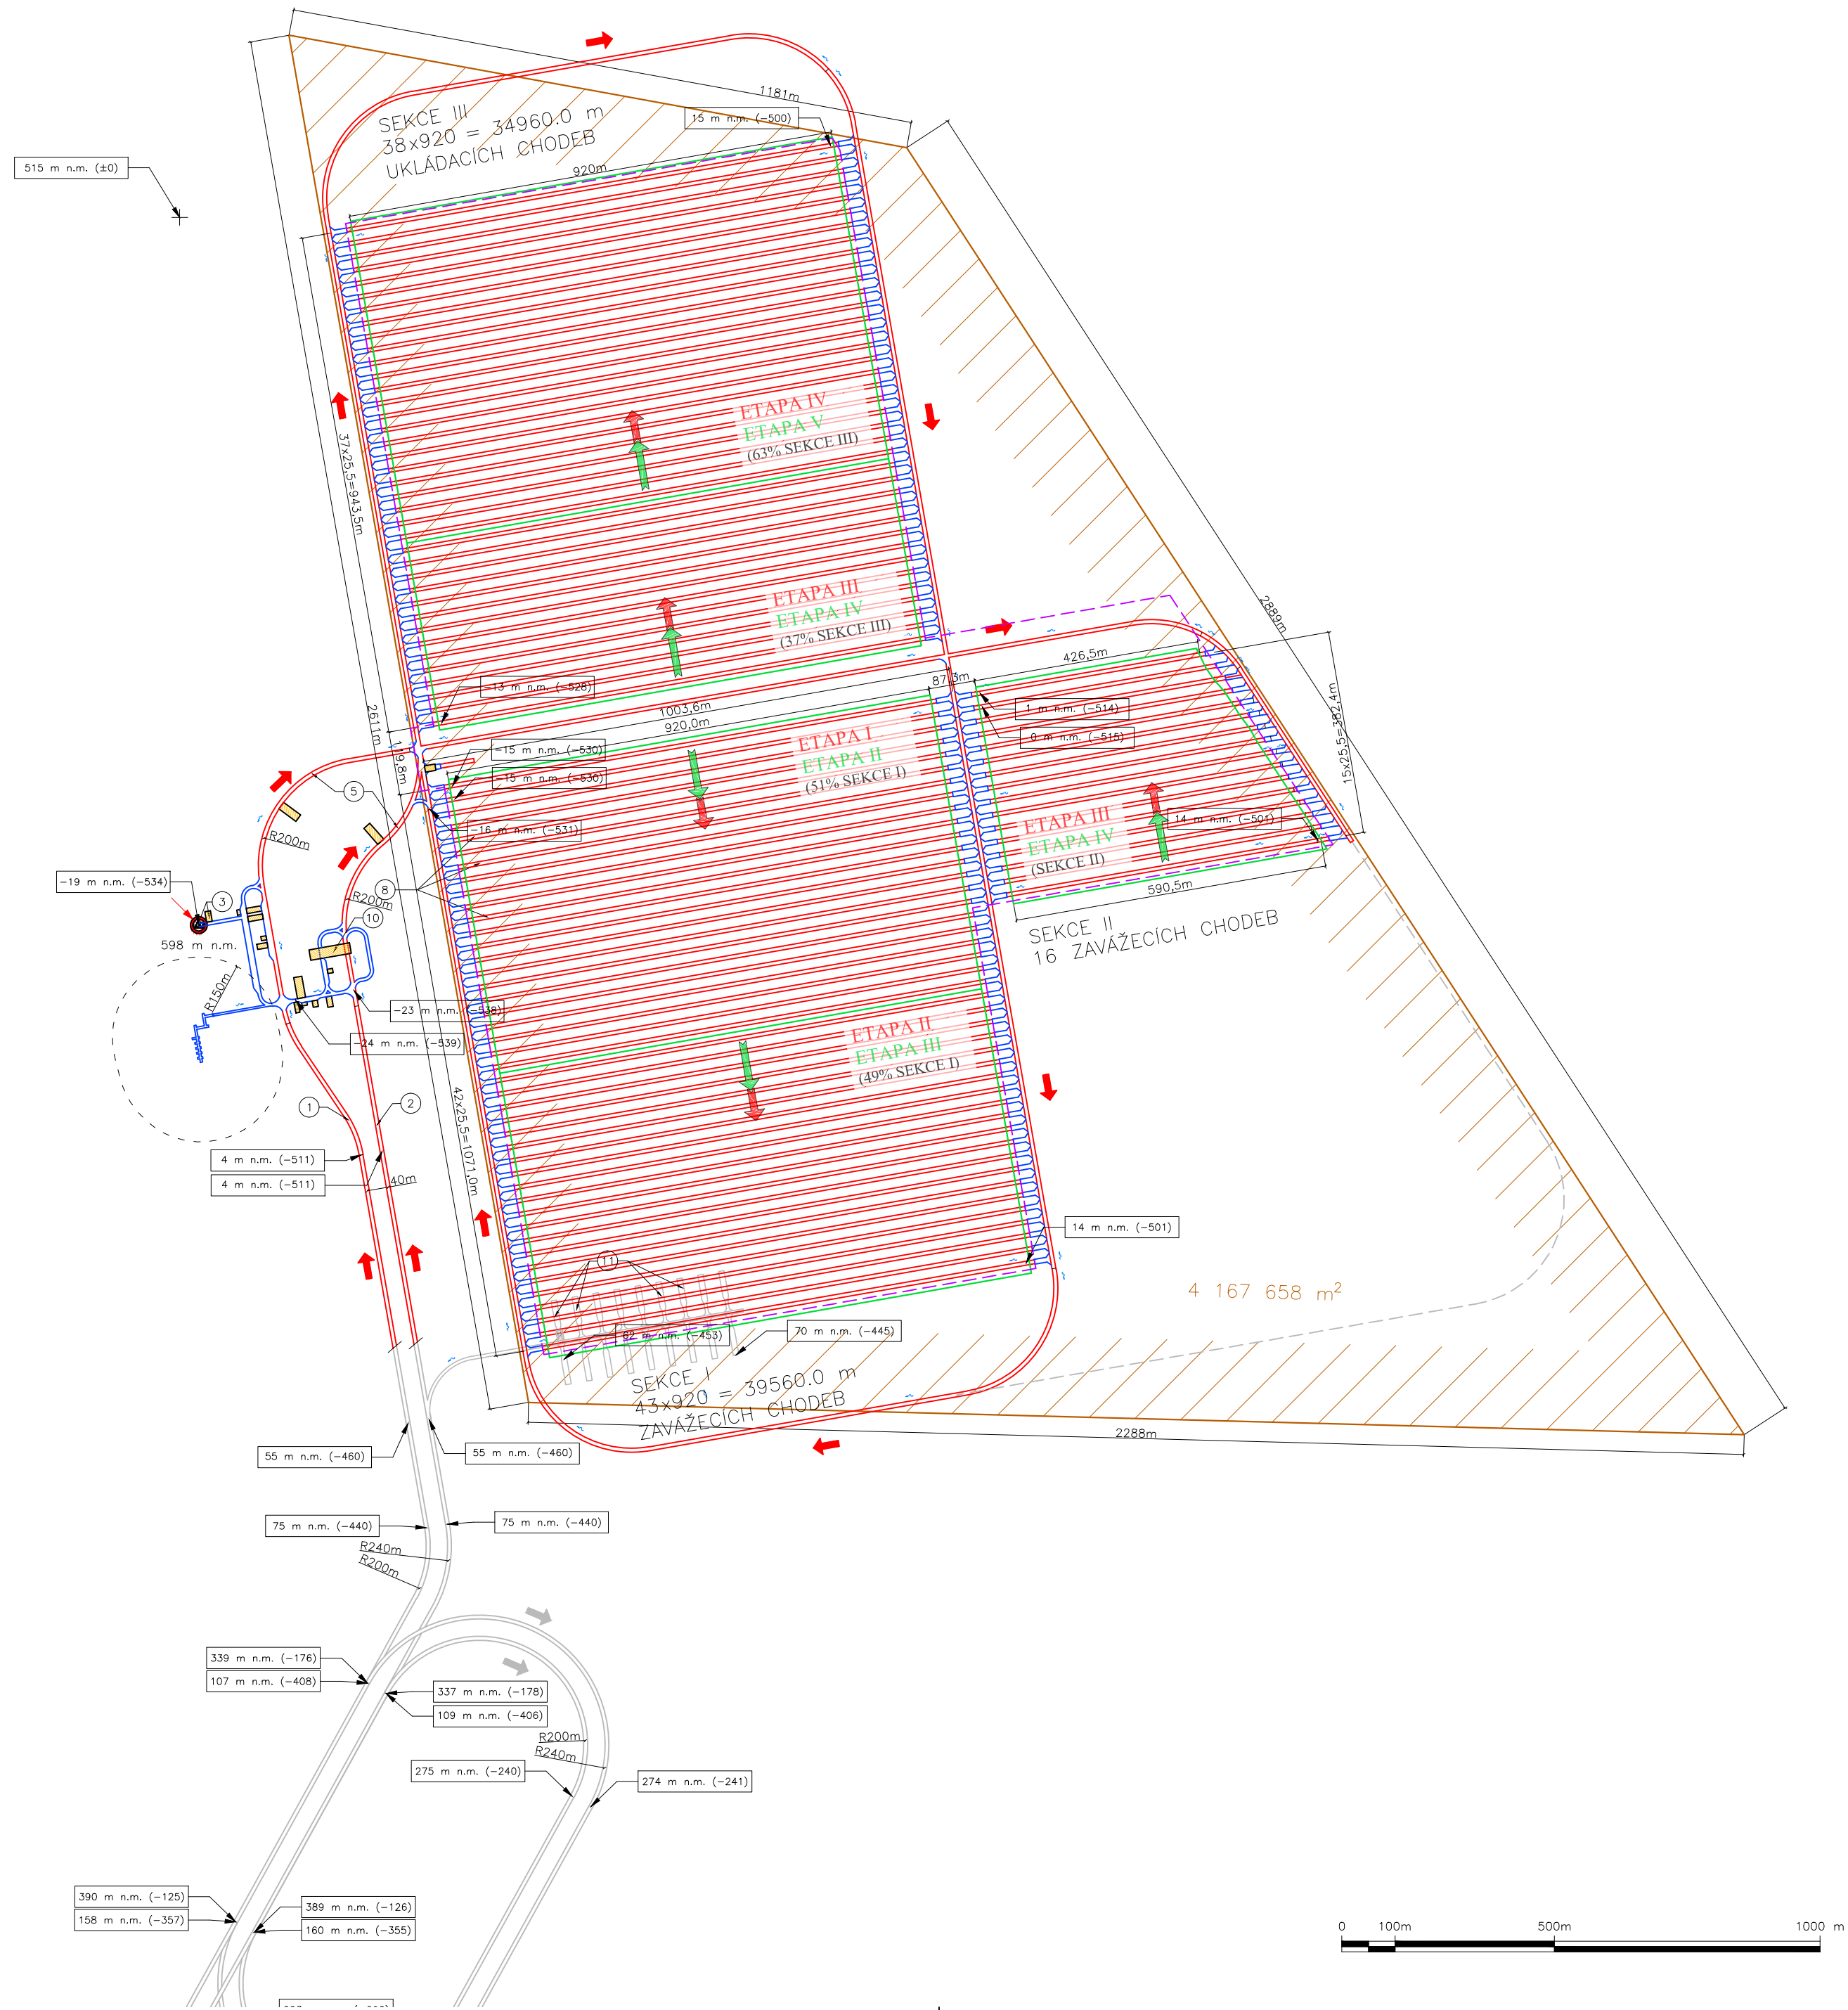 1181m
SEKCE III
38x920 = 34960.0 m
UKLÁDACÍCH CHODEB
15 m n.m. (-500)
515 m n.m. (±0)
920m
ETAPA IV
ETAPA V
(63% SEKCE III)
37x25,5=943,5m
ETAPA III
ETAPA IV
(37% SEKCE III)
2889m
-13 m n.m. (-528)
426,5m
87,3m
1003,6m
920,0m
1 m n.m. (-514)
0 m n.m. (-515)
2611m
119,8m
-15 m n.m. (-530)
-15 m n.m. (-530)
ETAPA I
ETAPA II
(51% SEKCE I)
15x25,5=382,4m
5
-16 m n.m. (-531)
ETAPA III
ETAPA IV
(SEKCE II)
14 m n.m. (-501)
R200m
-19 m n.m. (-534)
3
8
R200m
590,5m
10
598 m n.m.
SEKCE II
16 ZAVÁŽECÍCH CHODEB
R150m
-23 m n.m. (-538)
-24 m n.m. (-539)
ETAPA II
ETAPA III
(49% SEKCE I)
1
2
42x25,5=1071,0m
4 m n.m. (-511)
4 m n.m. (-511)
40m
14 m n.m. (-501)
11
4 167 658 m²
62 m n.m. (-453)
70 m n.m. (-445)
SEKCE I
43x920 = 39560.0 m
ZAVÁŽECÍCH CHODEB
2288m
55 m n.m. (-460)
55 m n.m. (-460)
75 m n.m. (-440)
75 m n.m. (-440)
R240m
R200m
339 m n.m. (-176)
107 m n.m. (-408)
337 m n.m. (-178)
109 m n.m. (-406)
R200m
R240m
275 m n.m. (-240)
274 m n.m. (-241)
390 m n.m. (-125)
158 m n.m. (-357)
389 m n.m. (-126)
160 m n.m. (-355)
0 100m 500m 1000 m